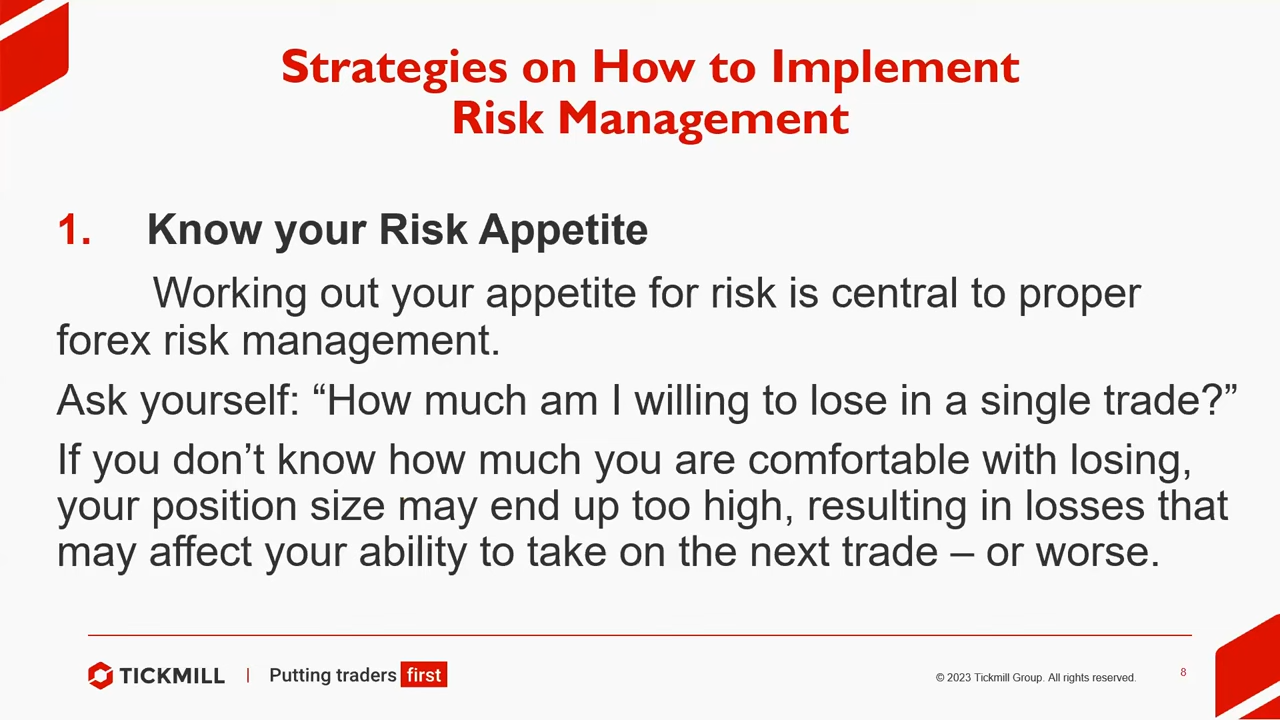 Strategies on How to Implement
Risk Management
1. Know your Risk Appetite
Working out your appetite for risk is central to proper
forex risk management.
Ask yourself: “How much am I willing to lose in a single trade?”
If you don’t know how much you are comfortable with losing,
your position size may end up too high, resulting in losses that
may affect your ability to take on the next trade – or worse.
TICKMILL | Putting traders first
© 2023 Tickmill Group. All rights reserved. 8